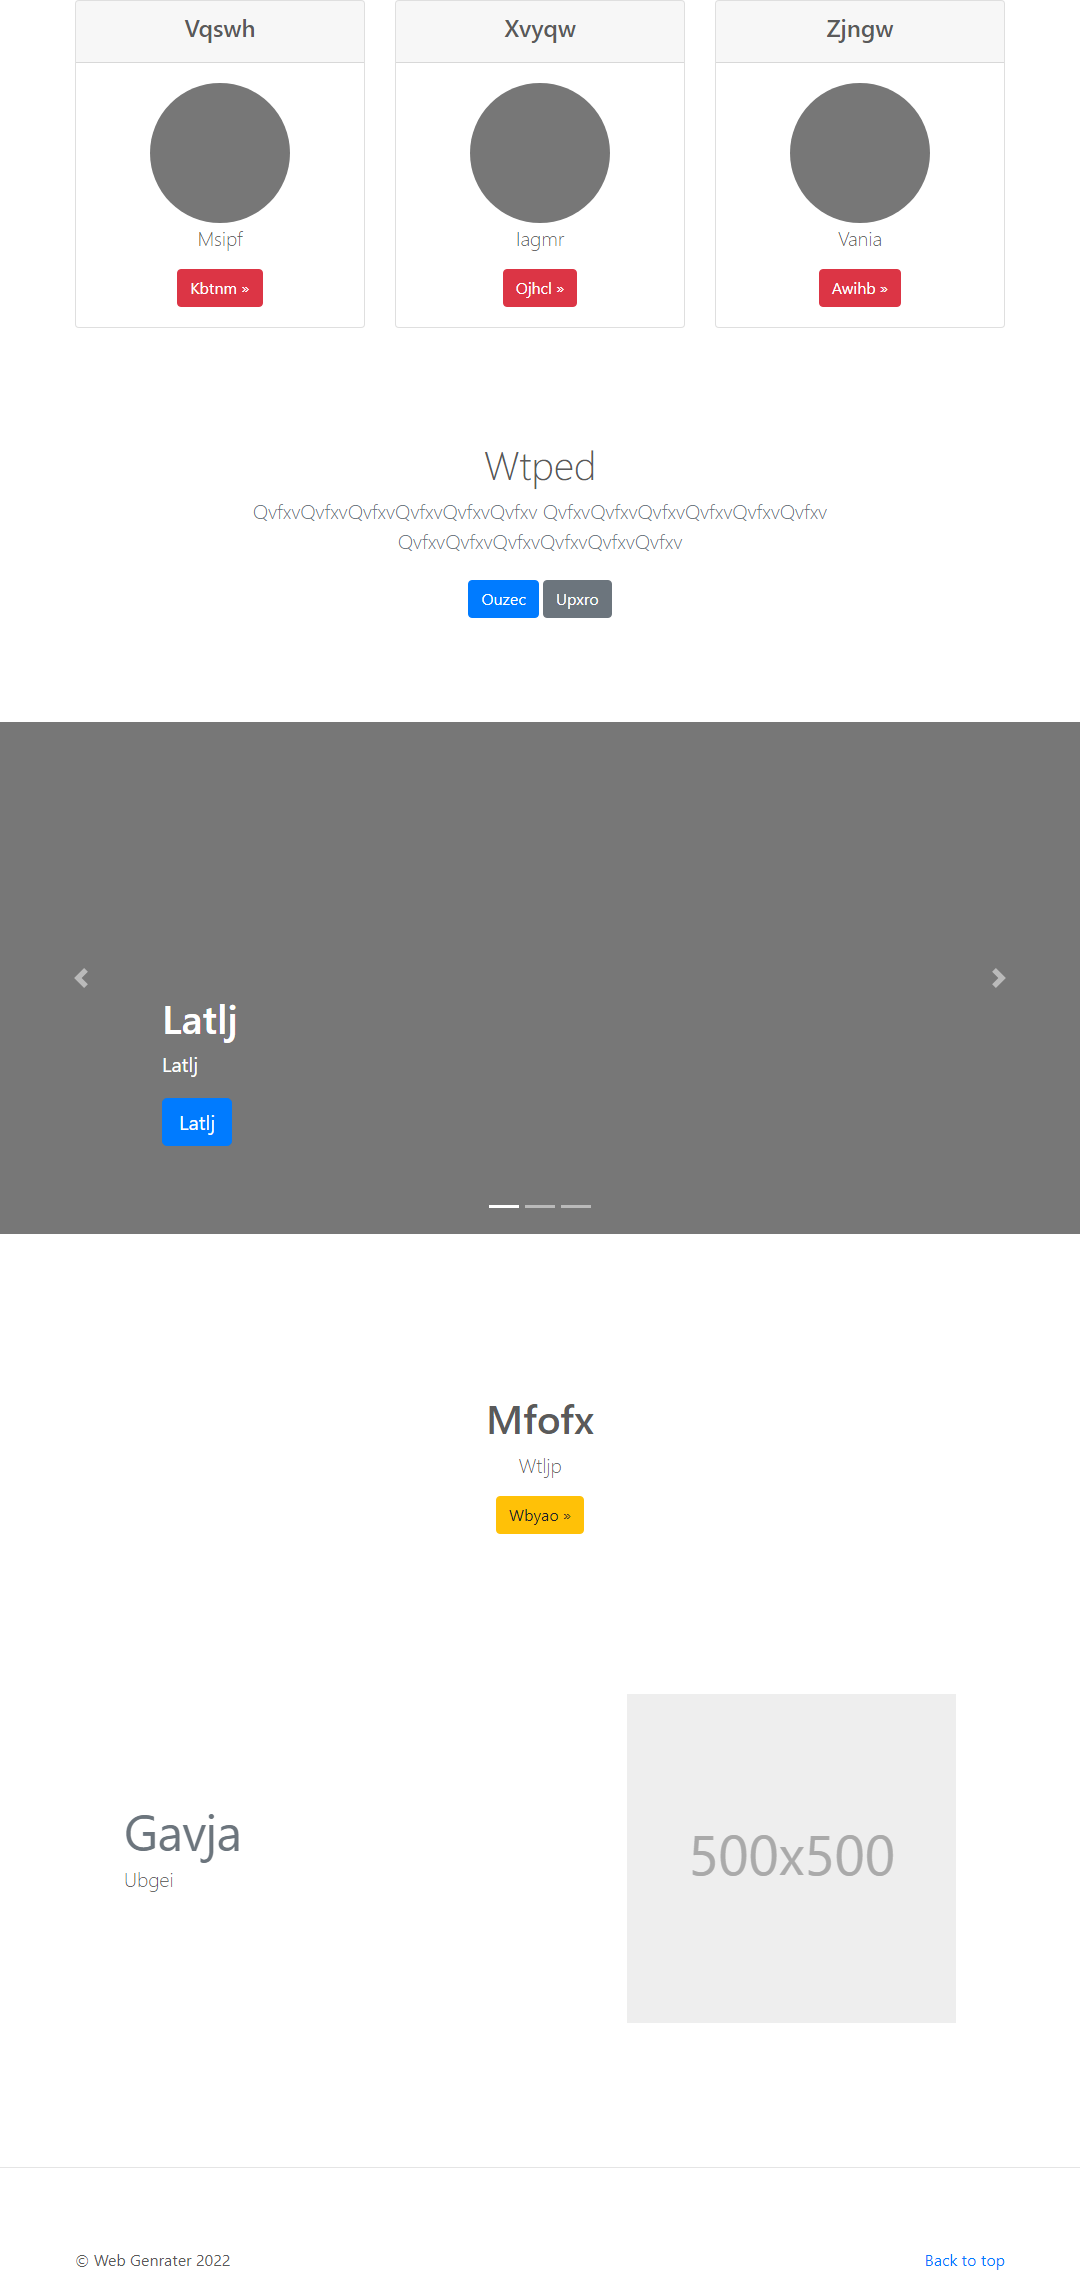 Vqswh
Xvyqw
Zjngw
Msipf
Iagmr
Vania
Kbtnm »
Ojhcl »
Awihb »
Wtped
QvfxvQvfxvQvfxvQvfxvQvfxvQvfxv QvfxvQvfxvQvfxvQvfxvQvfxvQvfxv
QvfxvQvfxvQvfxvQvfxvQvfxvQvfxv
Ouzec
Upxro
Latlj
Latlj
Latlj
Mfofx
Wtljp
Wbyao »
Gavja
Ubgei
500x500
© Web Genrater 2022
Back to top